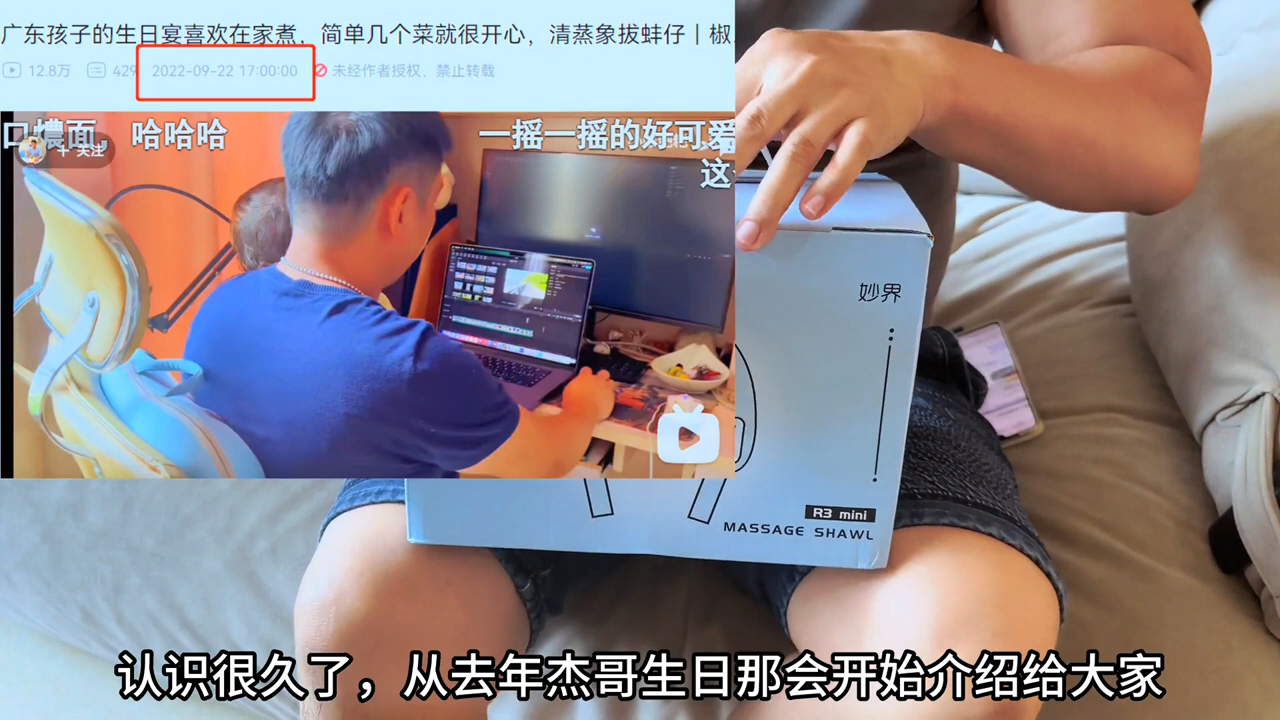 广东孩子的生日宴喜欢在家煮，简单几个菜就很开心，清蒸象拔蚌仔｜椒
12.8万 429 2022-09-22 17:00:00 未经作者授权，禁止转载
哈哈哈
一摇一摇的好可爱
+ 关注
这
妙界
R3 mini
MASSAGE SHAWL
认识很久了，从去年杰哥生日那会开始介绍给大家